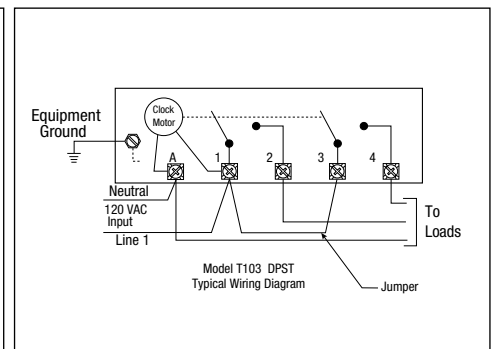 Clock
Motor
Equipment
Ground
A
1
2
3
4
Neutral
120 VAC
Input
Line 1
To
Loads
Model T103 DPST
Typical Wiring Diagram
Jumper